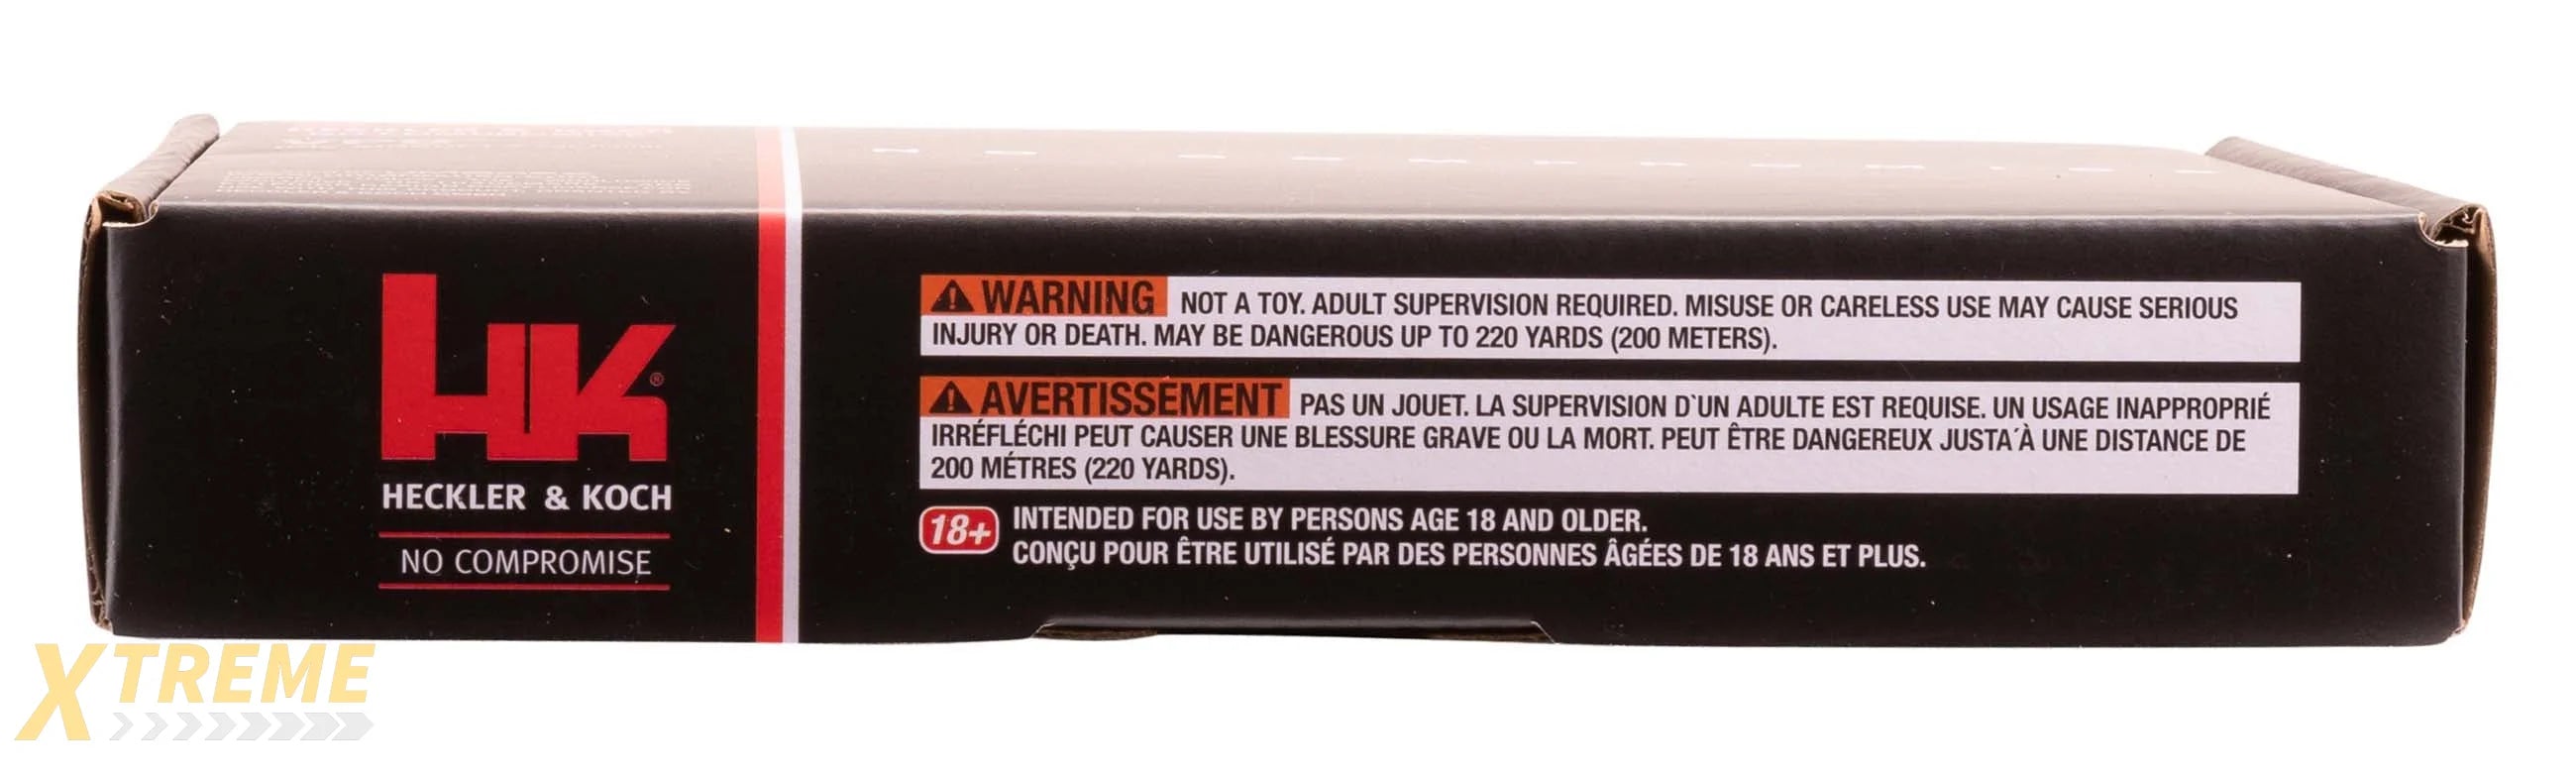 HK®
HECKLER & KOCH
NO COMPROMISE
WARNING NOT A TOY. ADULT SUPERVISION REQUIRED. MISUSE OR CARELESS USE MAY CAUSE SERIOUS
INJURY OR DEATH. MAY BE DANGEROUS UP TO 220 YARDS (200 METERS).
AVERTISSEMENT PAS UN JOUET. LA SUPERVISION D`UN ADULTE EST REQUISE. UN USAGE INAPPROPRIÉ
IRRÉFLÉCHI PEUT CAUSER UNE BLESSURE GRAVE OU LA MORT. PEUT ÊTRE DANGEREUX JUSTA´À UNE DISTANCE DE
200 MÉTRES (220 YARDS).
18+ INTENDED FOR USE BY PERSONS AGE 18 AND OLDER.
CONÇU POUR ÊTRE UTILISÉ PAR DES PERSONNES ÂGÉES DE 18 ANS ET PLUS.
XTREME